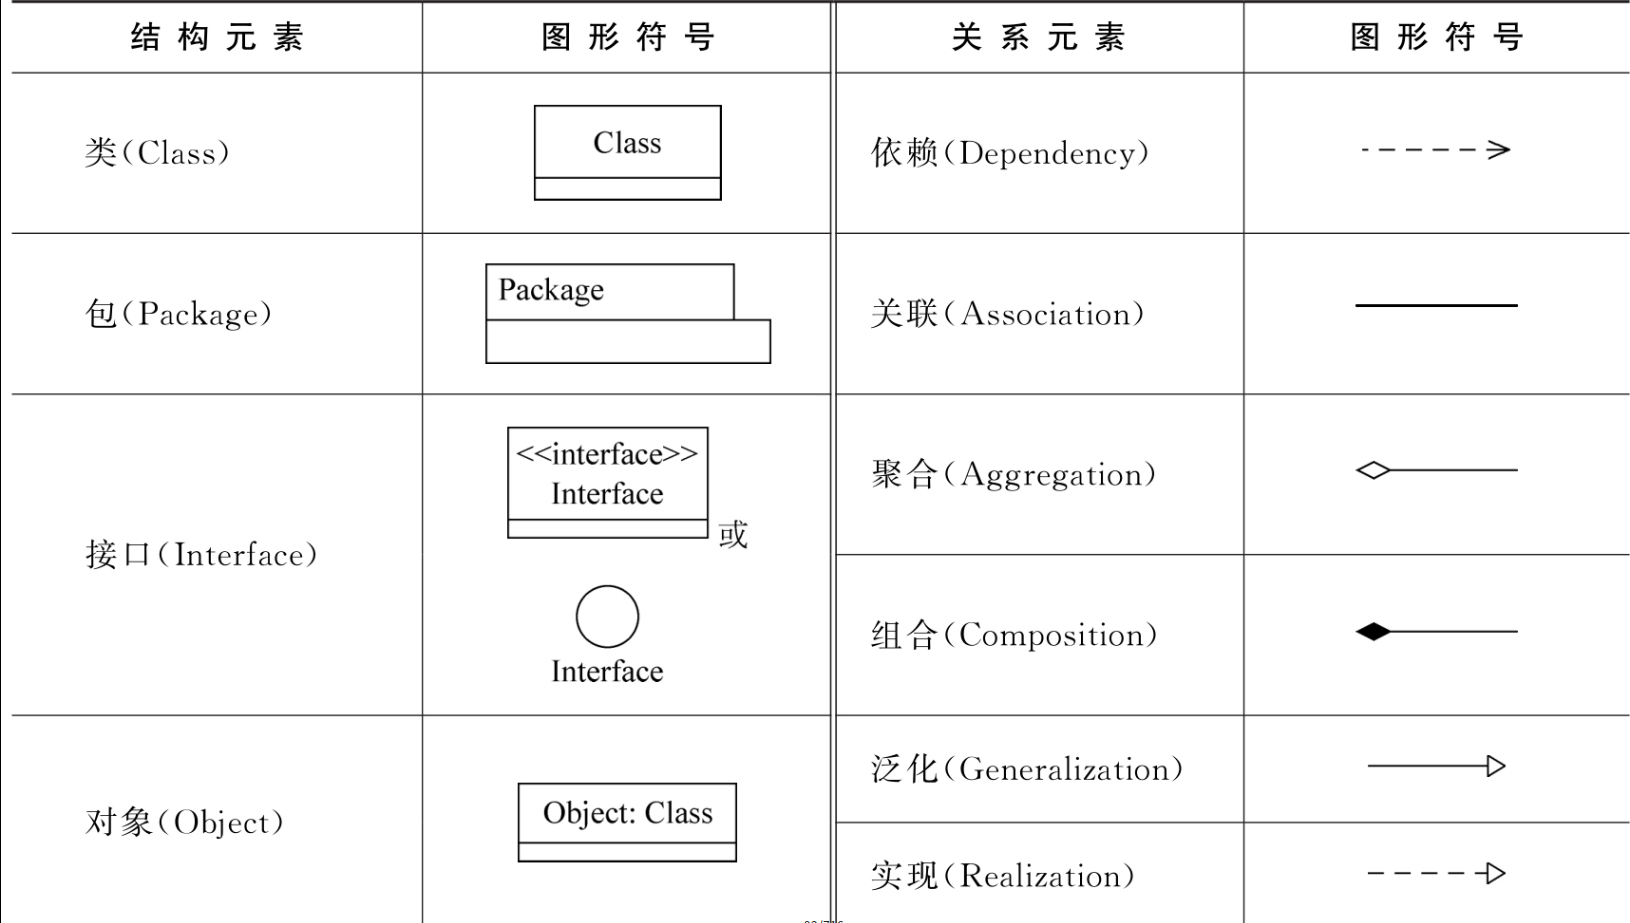 结构元素 图形符号 关系元素 图形符号
类(Class) Class 依赖(Dependency)
包(Package) Package 关联(Association)
<<interface>>
Interface
或
接口(Interface)
Interface
聚合(Aggregation)
组合(Composition)
对象(Object) Object: Class
泛化(Generalization)
实现(Realization)